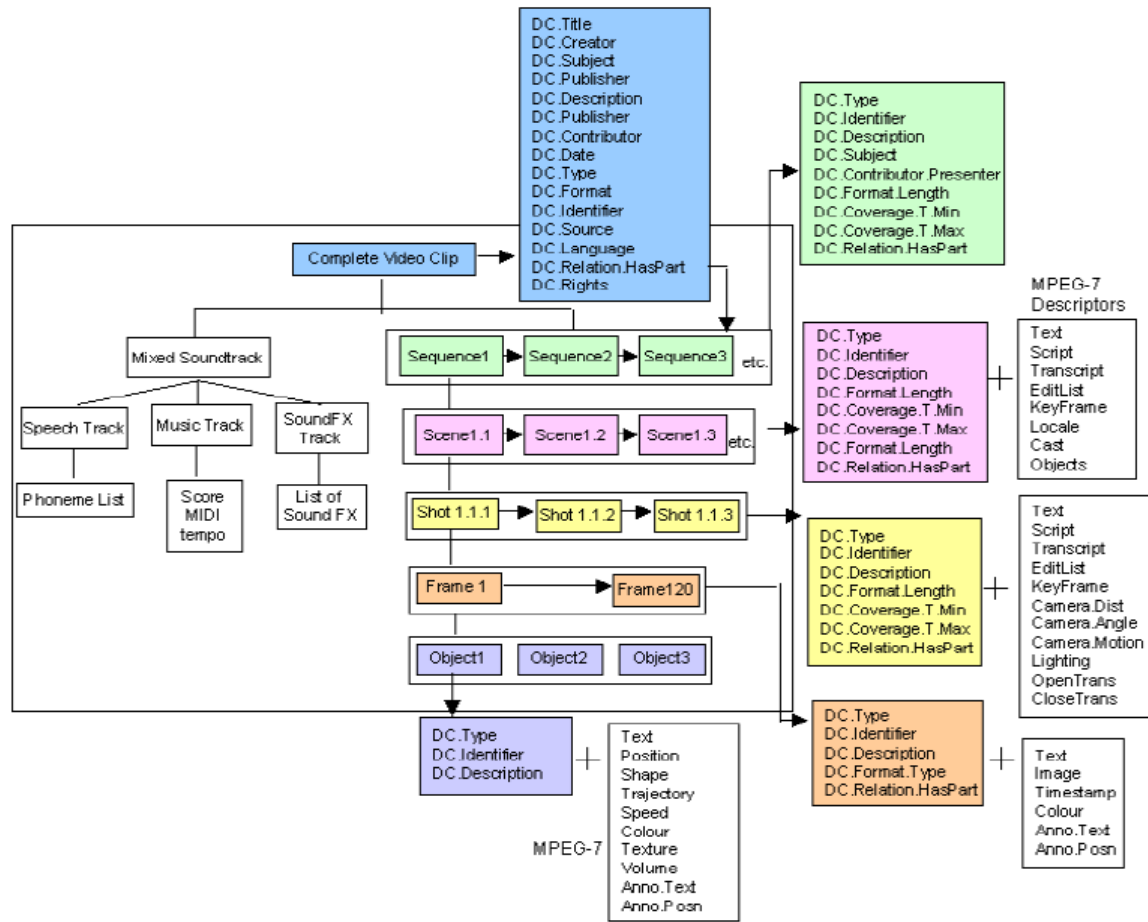 DC.Title
DC.Creator
DC.Subject
DC.Publisher
DC.Description
DC.Publisher
DC.Contributor
DC.Date
DC.Type
DC.Format
DC.Identifier
DC.Source
DC.Language
DC.Relation.HasPart
DC.Rights
DC.Type
DC.Identifier
DC.Description
DC.Subject
DC.Contributor.Presenter
DC.Format.Length
DC.Coverage.T.Min
DC.Coverage.T.Max
DC.Relation.HasPart
Complete Video Clip
Mixed Soundtrack
Speech Track
Music Track
SoundFX
Track
Phoneme List
Score
MIDI
tempo
List of
Sound FX
Sequence1
Sequence2
Sequence3
etc.
Scene1.1
Scene1.2
Scene1.3
etc.
Shot 1.1.1
Shot 1.1.2
Shot 1.1.3
Frame 1
Frame120
Object1
Object2
Object3
MPEG-7
Descriptors
DC.Type
DC.Identifier
DC.Description
DC.Format.Length
DC.Coverage.T.Min
DC.Coverage.T.Max
DC.Format.Length
DC.Relation.HasPart
Text
Script
Transcript
EditList
KeyFrame
Locale
Cast
Objects
DC.Type
DC.Identifier
DC.Description
DC.Format.Length
DC.Coverage.T.Min
DC.Coverage.T.Max
DC.Relation.HasPart
Text
Script
Transcript
EditList
KeyFrame
Camera.Dist
Camera.Angle
Camera.Motion
Lighting
OpenTrans
CloseTrans
DC.Type
DC.Identifier
DC.Description
DC.Format.Type
DC.Relation.HasPart
Text
Image
Timestamp
Colour
Anno.Text
Anno.Posn
DC.Type
DC.Identifier
DC.Description
MPEG-7
Text
Position
Shape
Trajectory
Speed
Colour
Texture
Volume
Anno.Text
Anno.Posn